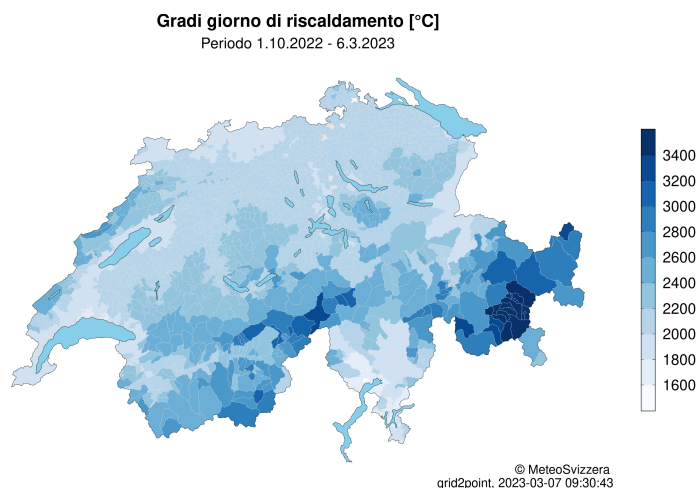 Gradi giorno di riscaldamento [°C]
Periodo 1.10.2022 - 6.3.2023
3400
3200
3000
2800
2600
2400
2200
2000
1800
1600
© MeteoSvizzera
grid2point, 2023-03-07 09:30:43